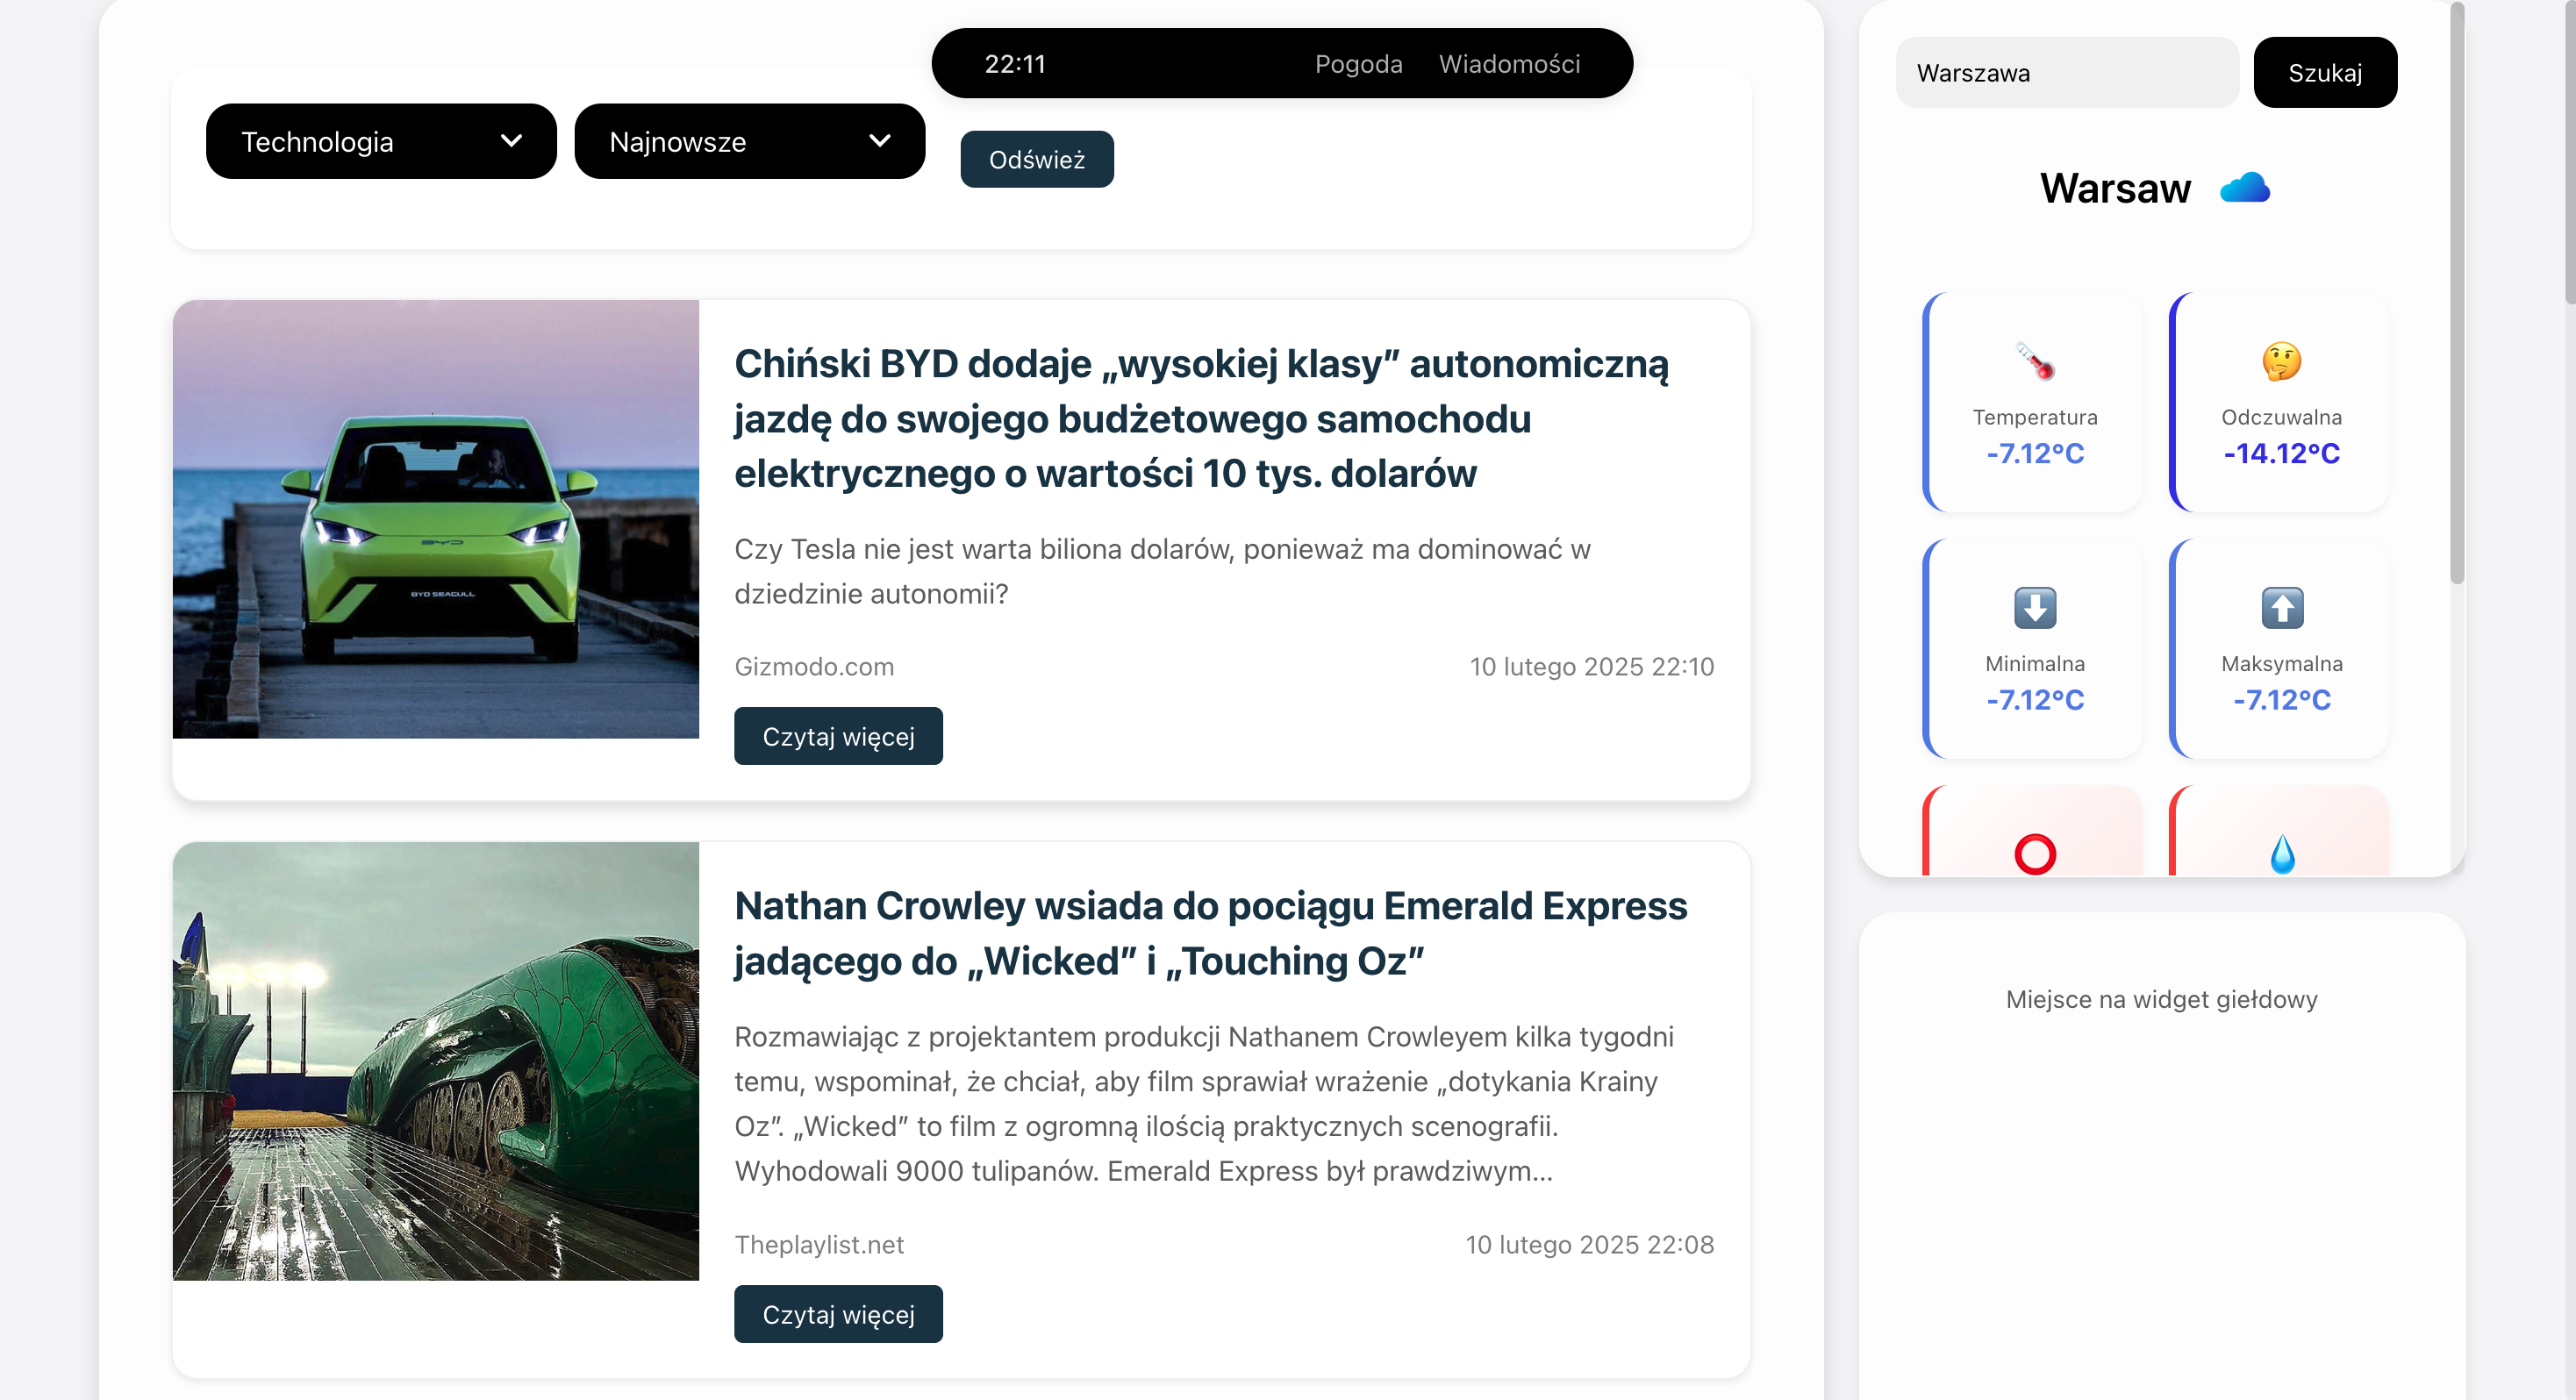 22:11
Pogoda
Wiadomości
Technologia
Najnowsze
Odśwież
Chiński BYD dodaje „wysokiej klasy” autonomiczną
jazdę do swojego budżetowego samochodu
elektrycznego o wartości 10 tys. dolarów
Czy Tesla nie jest warta biliona dolarów, ponieważ ma dominować w
dziedzinie autonomii?
Gizmodo.com
10 lutego 2025 22:10
Czytaj więcej
BYD
BYD SEAGULL
Nathan Crowley wsiada do pociągu Emerald Express
jadącego do „Wicked” i „Touching Oz”
Rozmawiając z projektantem produkcji Nathanem Crowleyem kilka tygodni
temu, wspominał, że chciał, aby film sprawiał wrażenie „dotykania Krainy
Oz”. „Wicked” to film z ogromną ilością praktycznych scenografii.
Wyhodowali 9000 tulipanów. Emerald Express był prawdziwym...
Theplaylist.net
10 lutego 2025 22:08
Czytaj więcej
Warszawa
Szukaj
Warsaw
Temperatura
-7.12°C
Odczuwalna
-14.12°C
Minimalna
-7.12°C
Maksymalna
-7.12°C
Miejsce na widget giełdowy